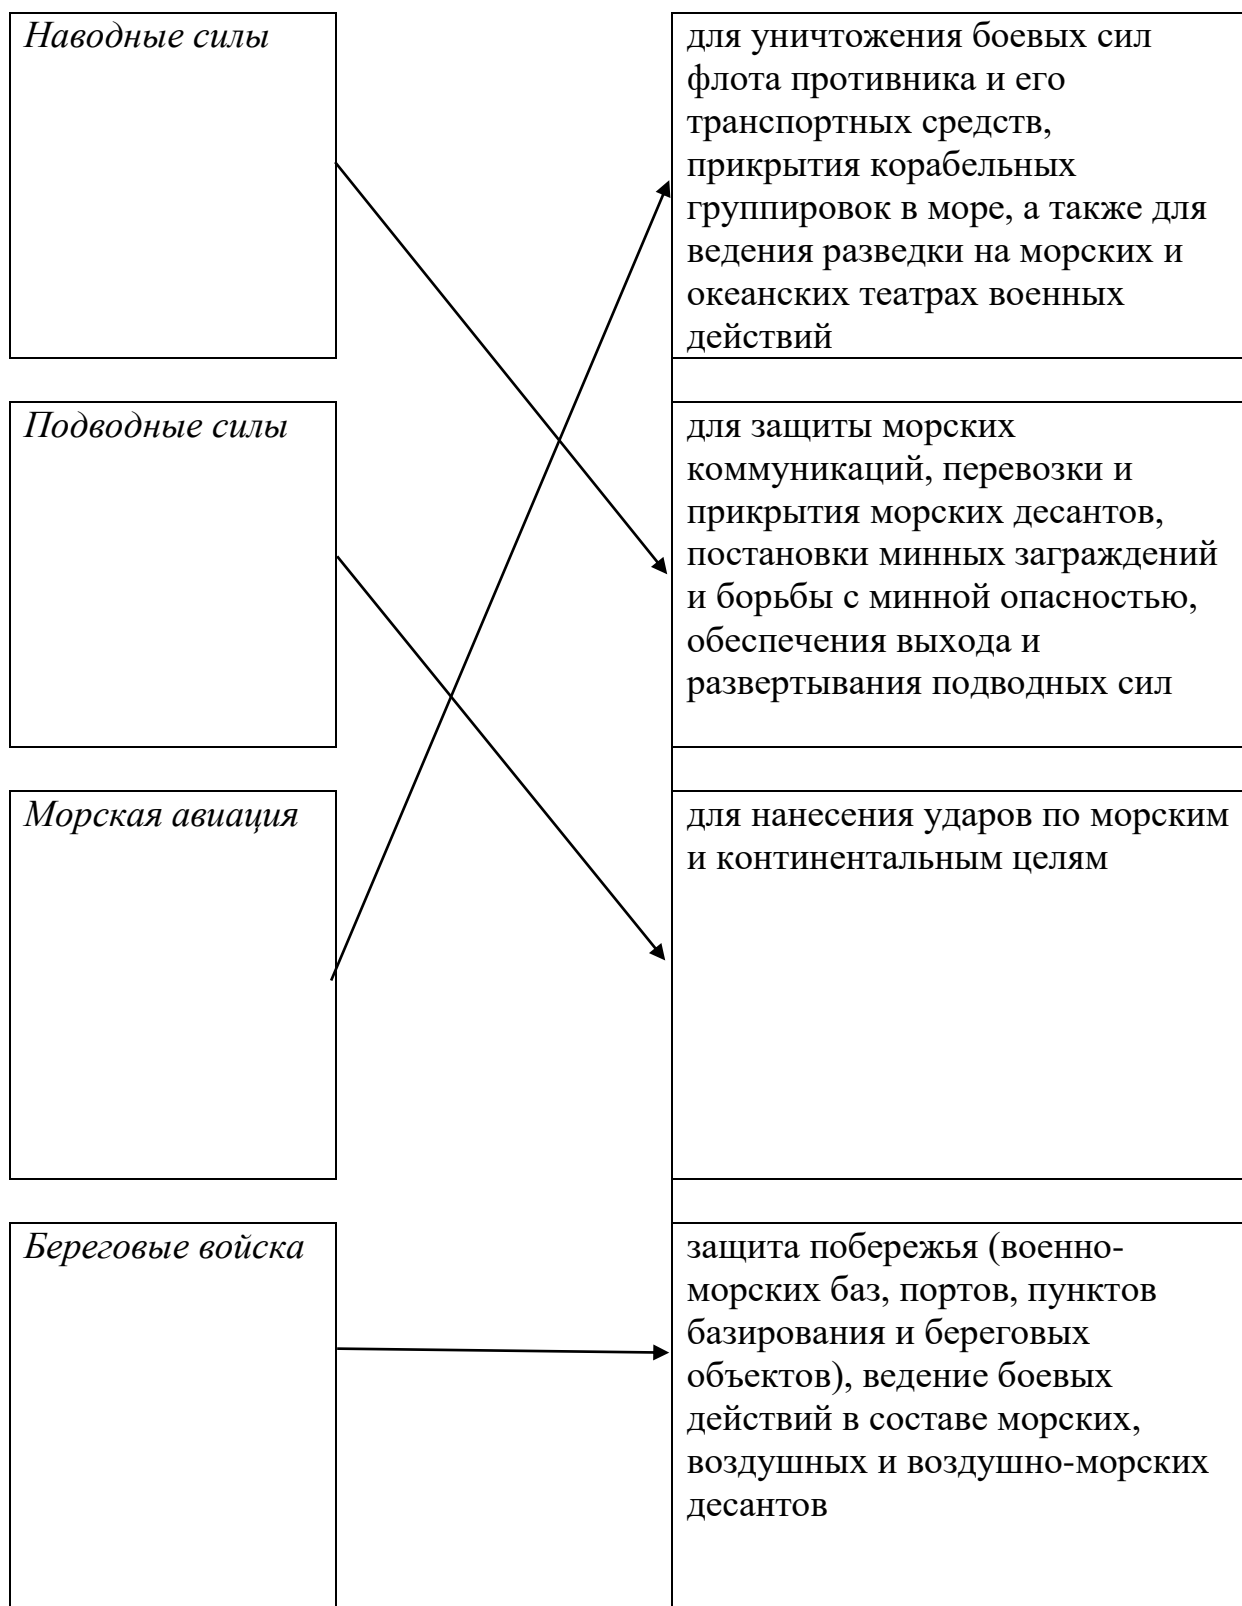 Наводные силы
для уничтожения боевых сил
флота противника и его
транспортных средств,
прикрытия корабельных
группировок в море, а также для
ведения разведки на морских и
океанских театрах военных
действий
Подводные силы
для защиты морских
коммуникаций, перевозки и
прикрытия морских десантов,
постановки минных заграждений
и борьбы с минной опасностью,
обеспечения выхода и
развертывания подводных сил
Морская авиация
для нанесения ударов по морским
и континентальным целям
Береговые войска
защита побережья (военно-
морских баз, портов, пунктов
базирования и береговых
объектов), ведение боевых
действий в составе морских,
воздушных и воздушно-морских
десантов